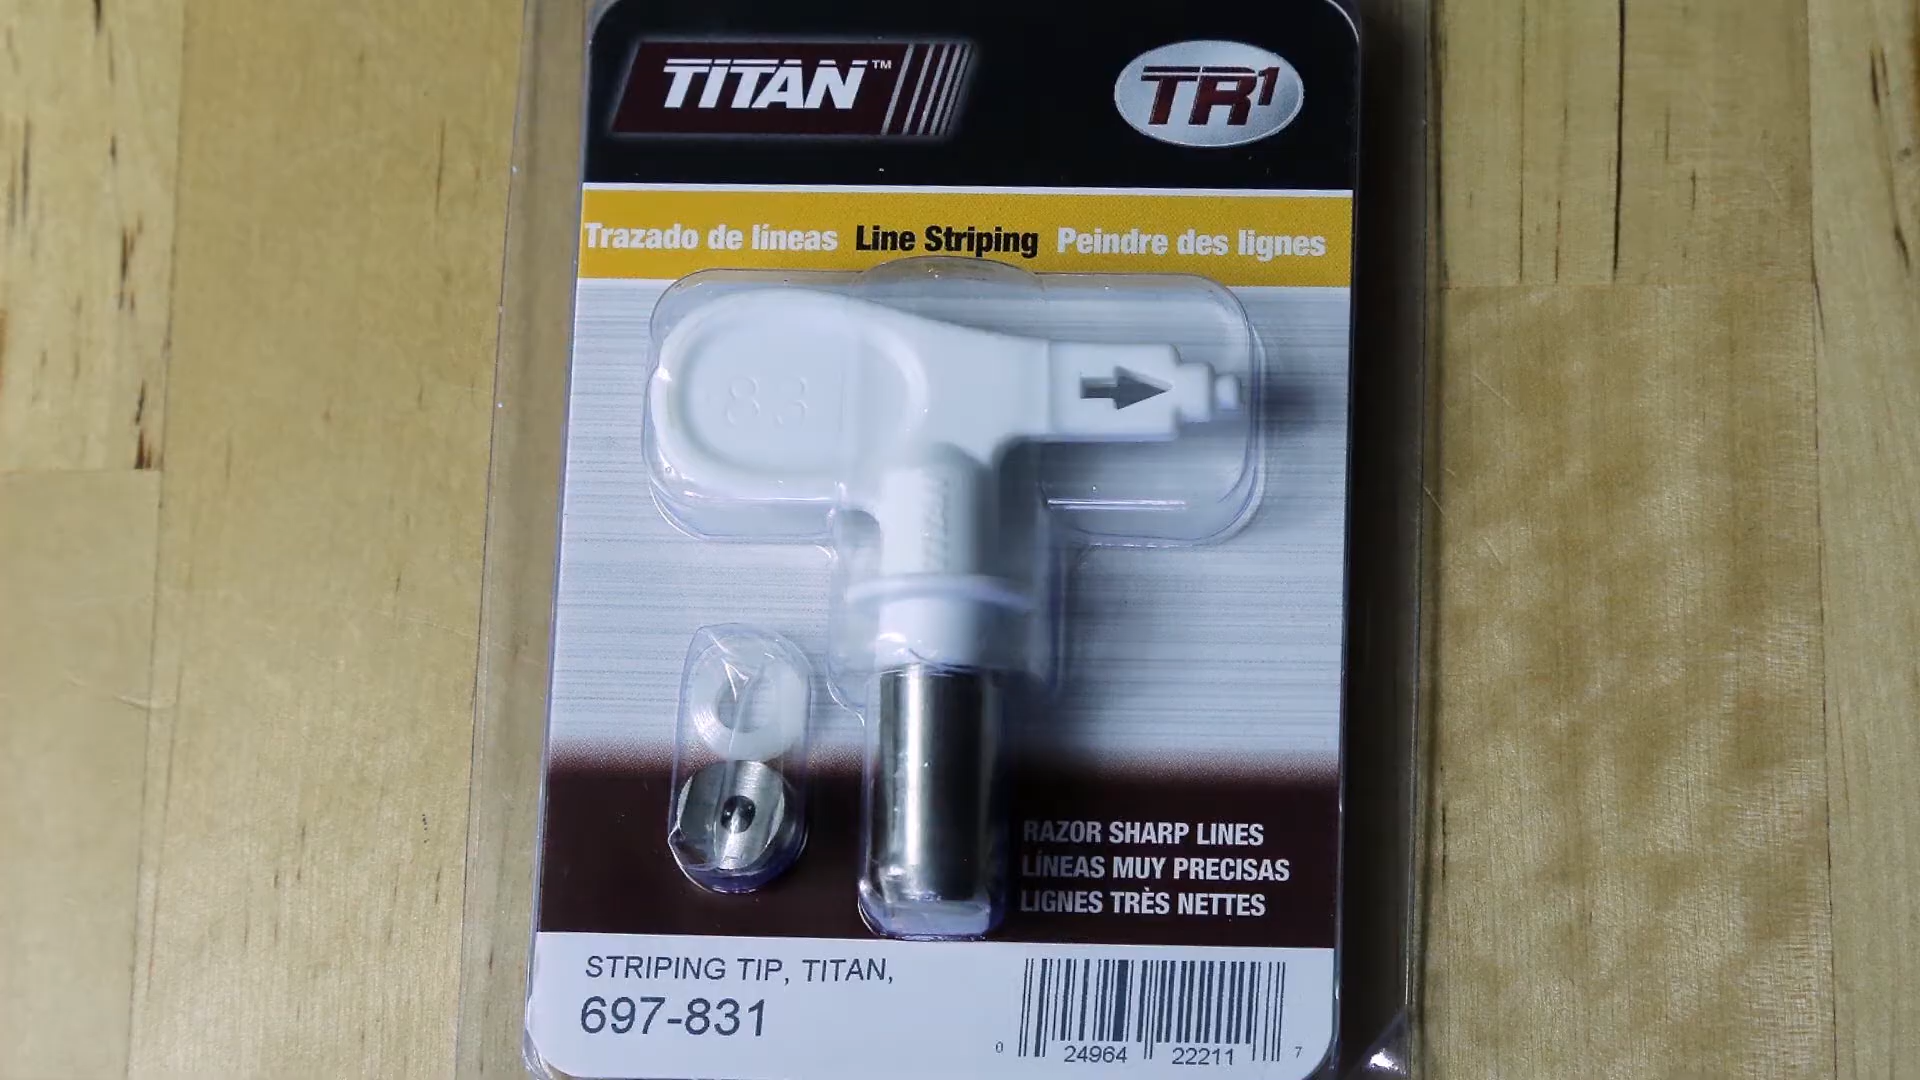 TITAN™
TR1
Trazado de líneas Line Striping Peindre des lignes
RAZOR SHARP LINES
LÍNEAS MUY PRECISAS
LIGNES TRÈS NETTES
STRIPING TIP, TITAN,
697-831
0 24964 22211 7